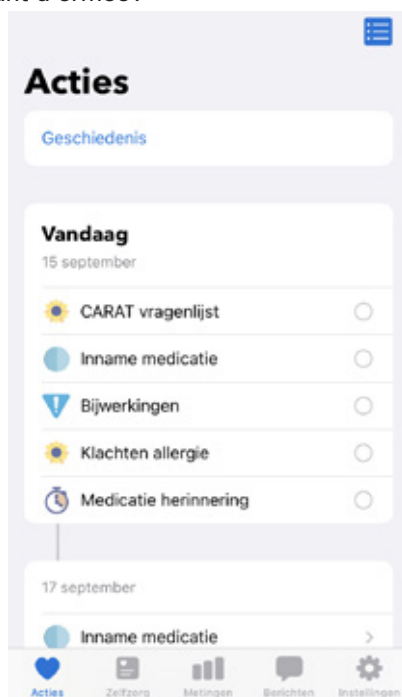 Acties
Geschiedenis
Vandaag
15 september
CARAT vragenlijst
Inname medicatie
Bijwerkingen
Klachten allergie
Medicatie herinnering
17 september
Inname medicatie
Acties Zelfzorg Metingen Berichten Instellingen